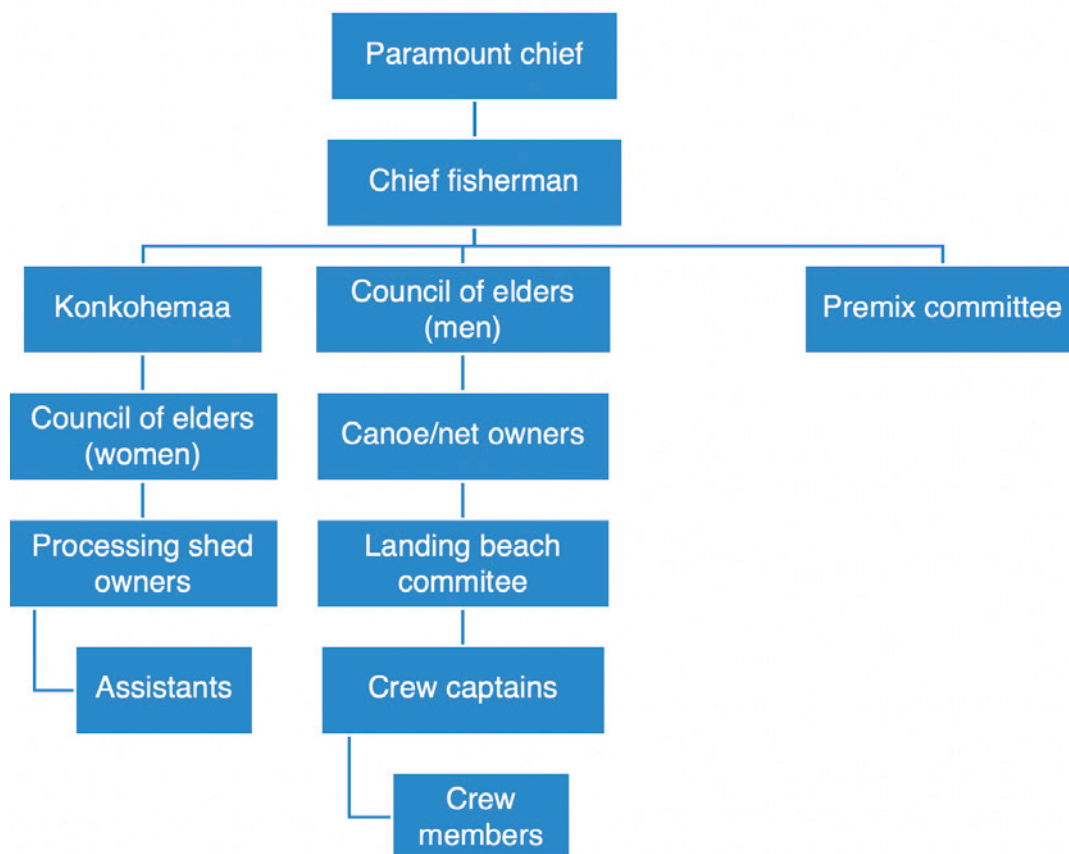 Paramount chief
Chief fisherman
Konkohemaa
Council of elders
(men)
Premix committee
Council of elders
(women)
Canoe/net owners
Processing shed
owners
Landing beach
commitee
Assistants
Crew captains
Crew
members